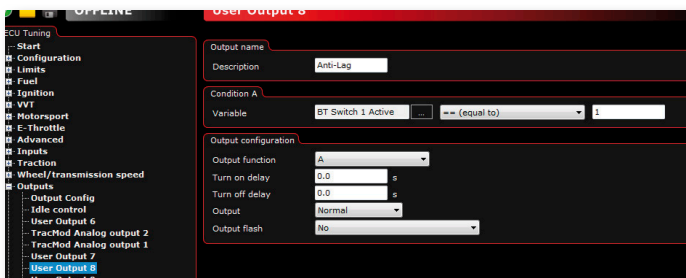 OFFLINE
User Output 8
ECU Tuning
Start
Configuration
Limits
Fuel
Ignition
VVT
Motorsport
E-Throttle
Advanced
Inputs
Traction
Wheel/transmission speed
Outputs
Output Config
Idle control
User Output 6
TracMod Analog output 2
TracMod Analog output 1
User Output 7
User Output 8
Output name
Description Anti-Lag
Condition A
Variable BT Switch 1 Active ... == (equal to) 1
Output configuration
Output function A
Turn on delay 0.0 s
Turn off delay 0.0 s
Output Normal
Output flash No